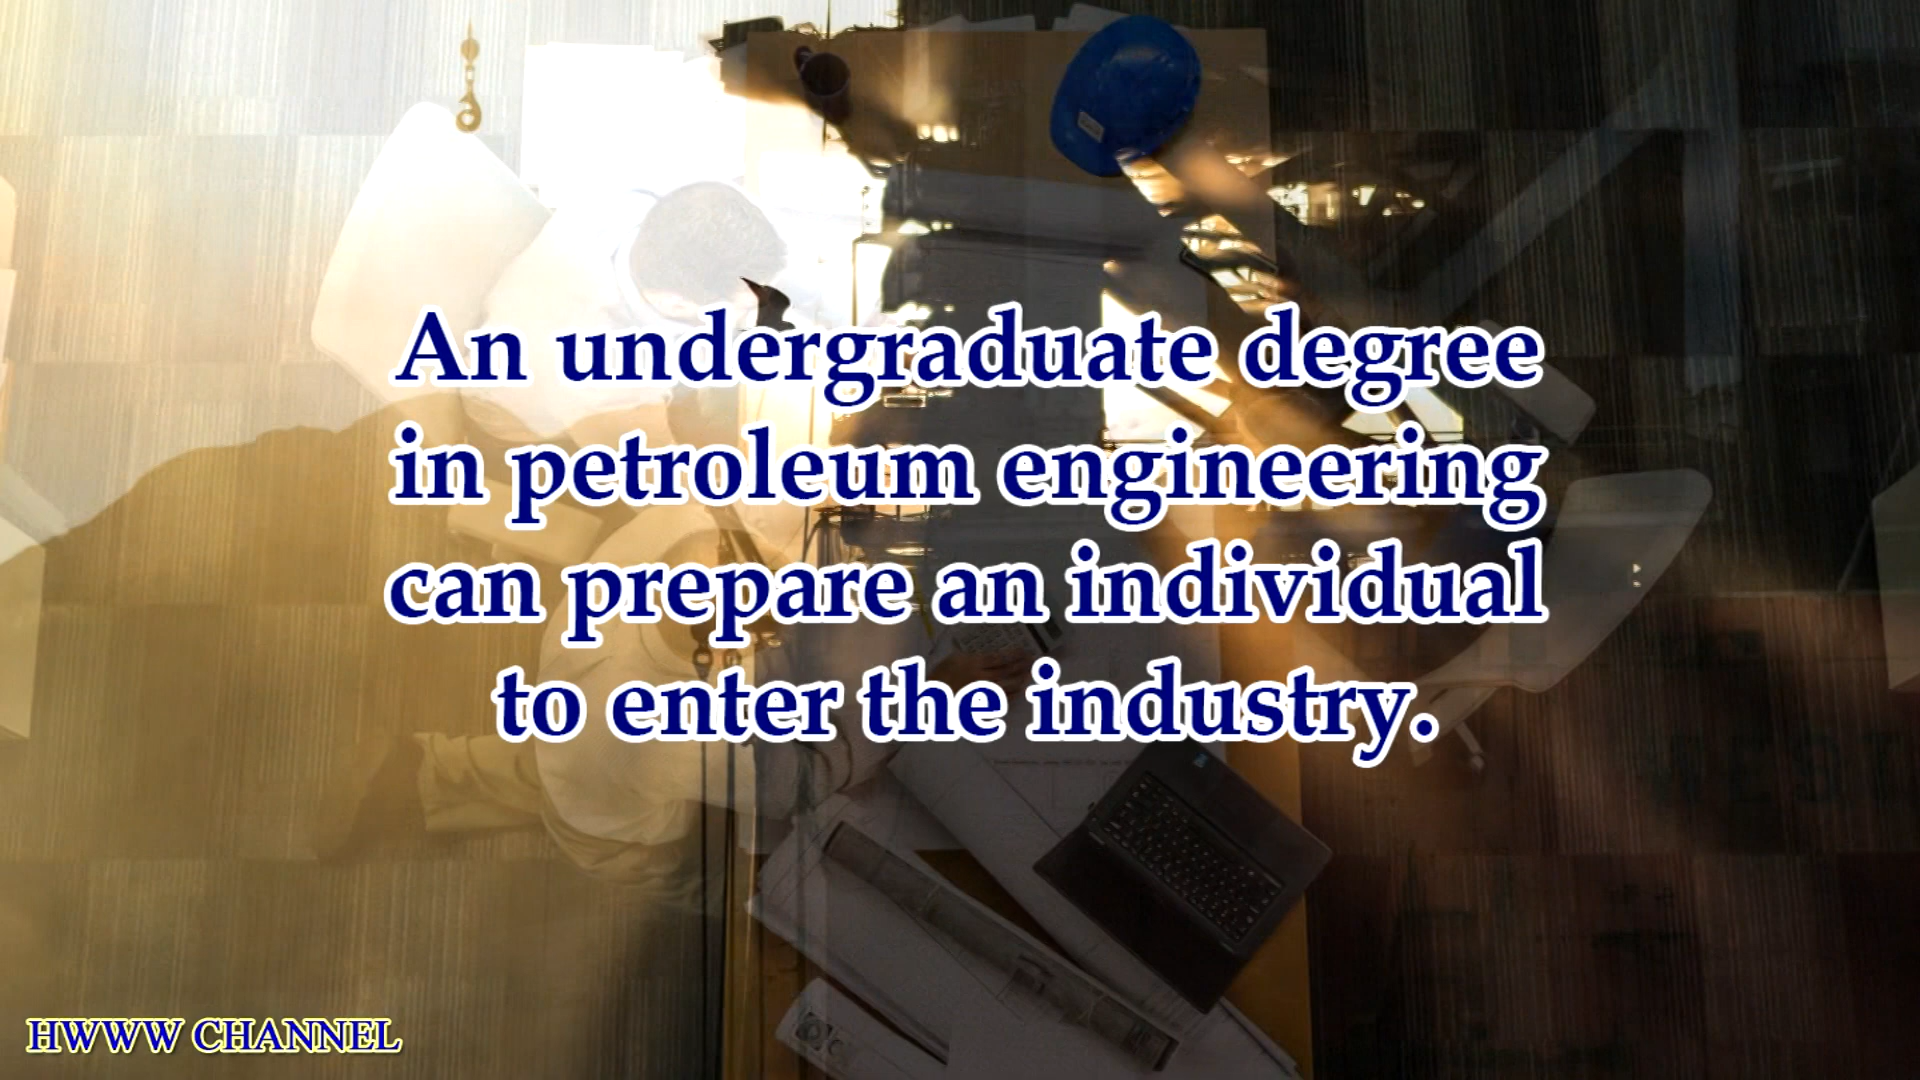 An undergraduate degree
in petroleum engineering
can prepare an individual
to enter the industry.
HWWW CHANNEL